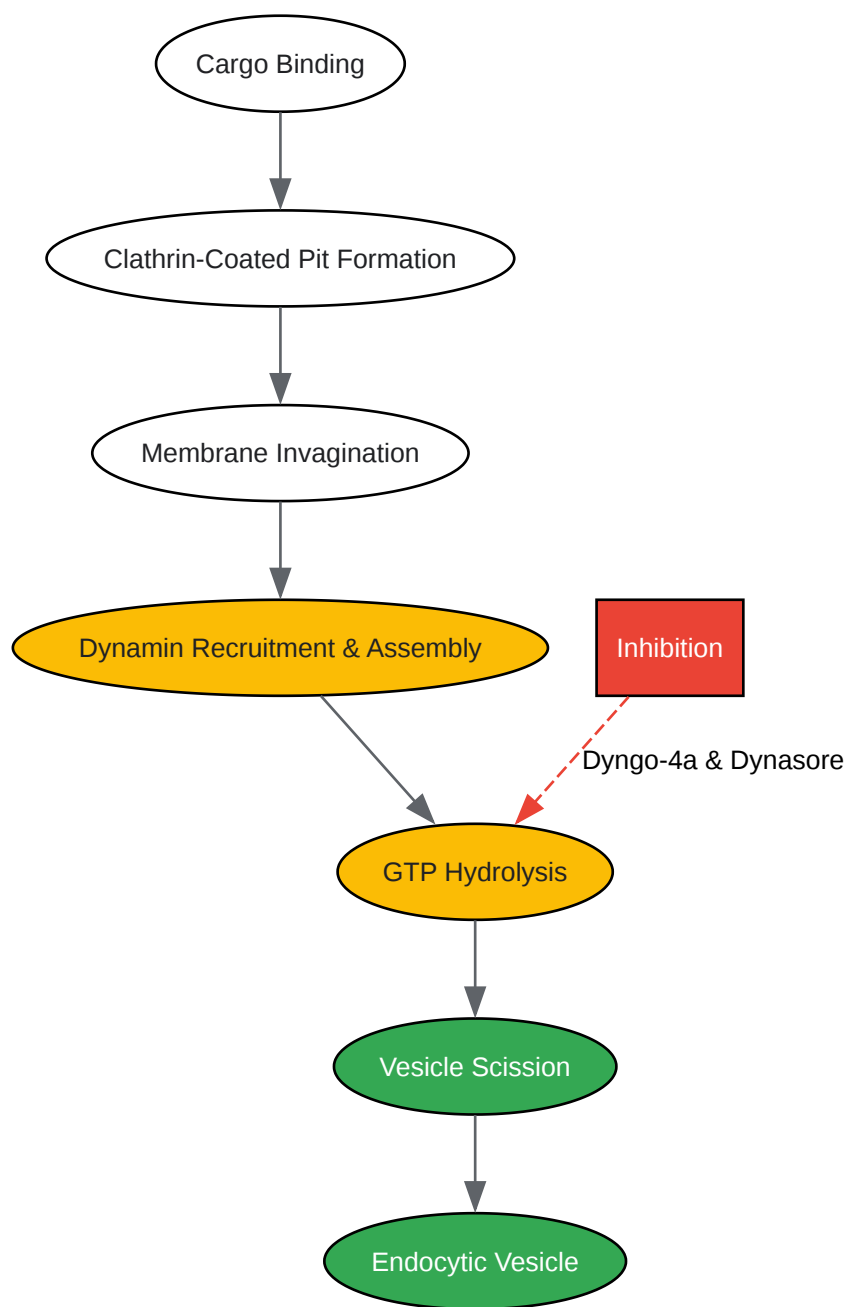 Cargo Binding
Clathrin-Coated Pit Formation
Membrane Invagination
Dynamin Recruitment & Assembly
Inhibition
Dyngo-4a & Dynasore
GTP Hydrolysis
Vesicle Scission
Endocytic Vesicle